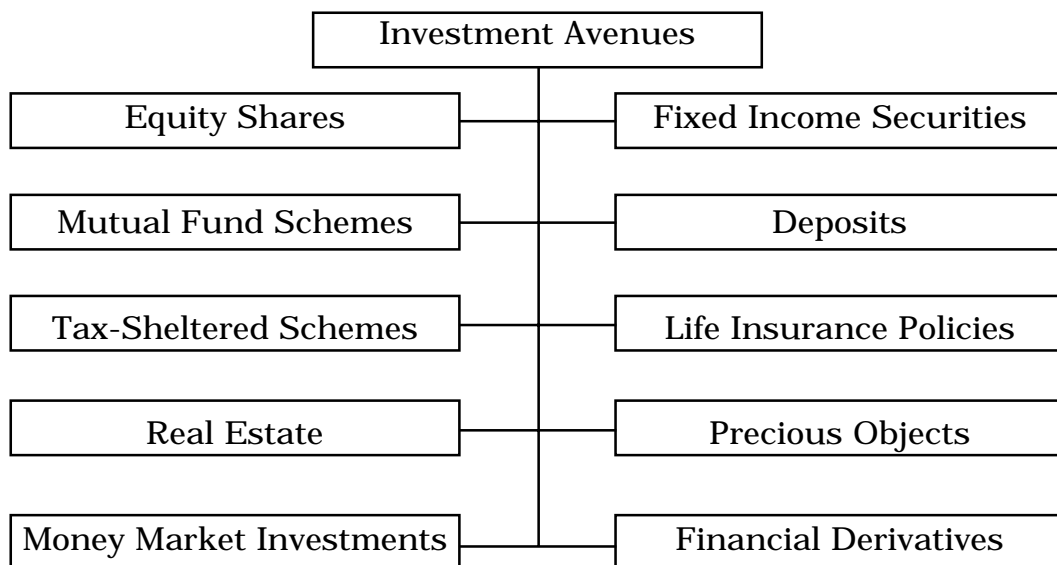 Investment Avenues
Equity Shares
Fixed Income Securities
Mutual Fund Schemes
Deposits
Tax-Sheltered Schemes
Life Insurance Policies
Real Estate
Precious Objects
Money Market Investments
Financial Derivatives